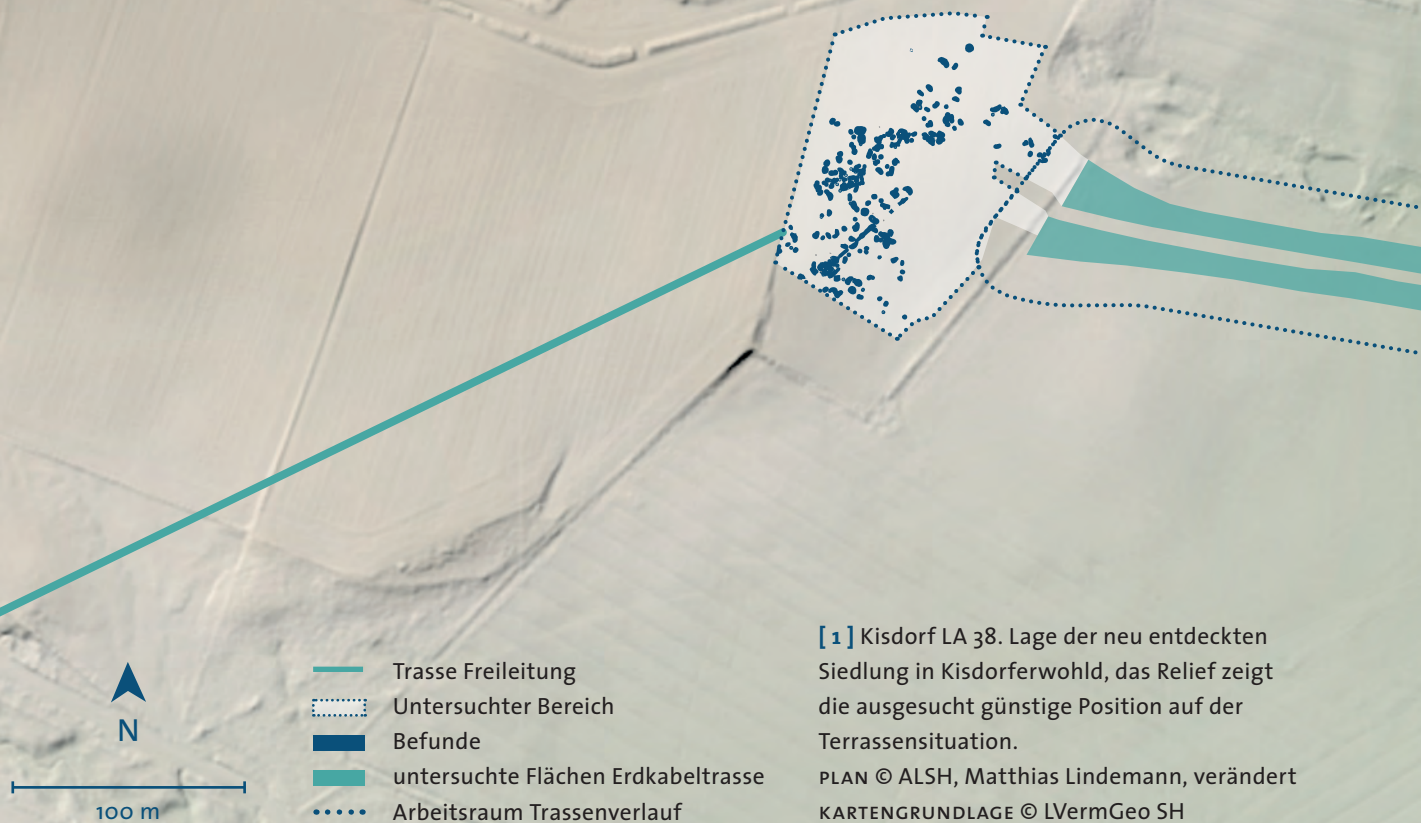 N
100 m
Trasse Freileitung
Untersuchter Bereich
Befunde
untersuchte Flächen Erdkabeltrasse
Arbeitsraum Trassenverlauf
[ 1 ] Kisdorf LA 38. Lage der neu entdeckten
Siedlung in Kisdorferwohld, das Relief zeigt
die ausgesucht günstige Position auf der
Terrassensituation.
PLAN © ALSH, Matthias Lindemann, verändert
KARTENGRUNDLAGE © LVermGeo SH